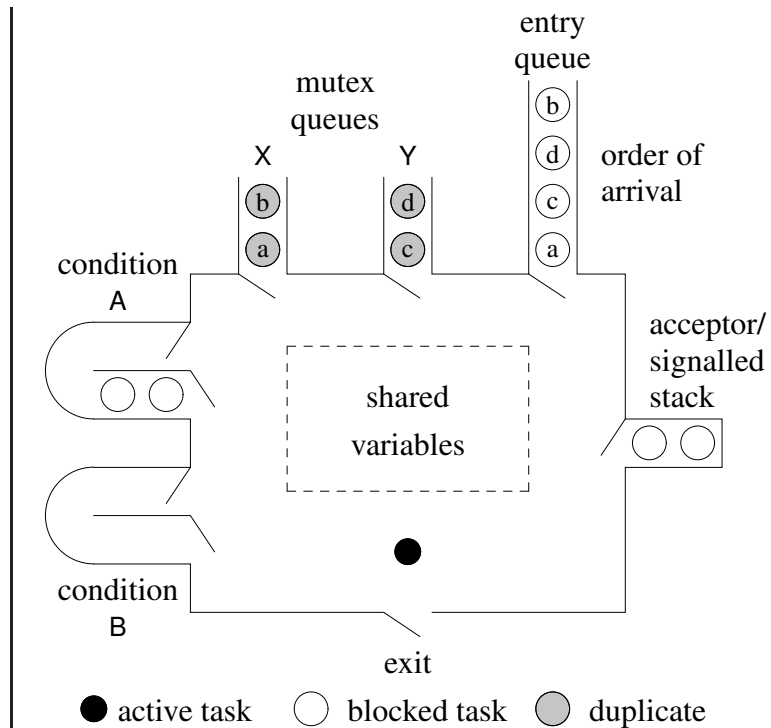 entry
queue
mutex
queues
X
Y
b
d
c
a
b
a
d
c
order of
arrival
condition
A
acceptor/
signalled
stack
shared
variables
condition
B
exit
active task
blocked task
duplicate